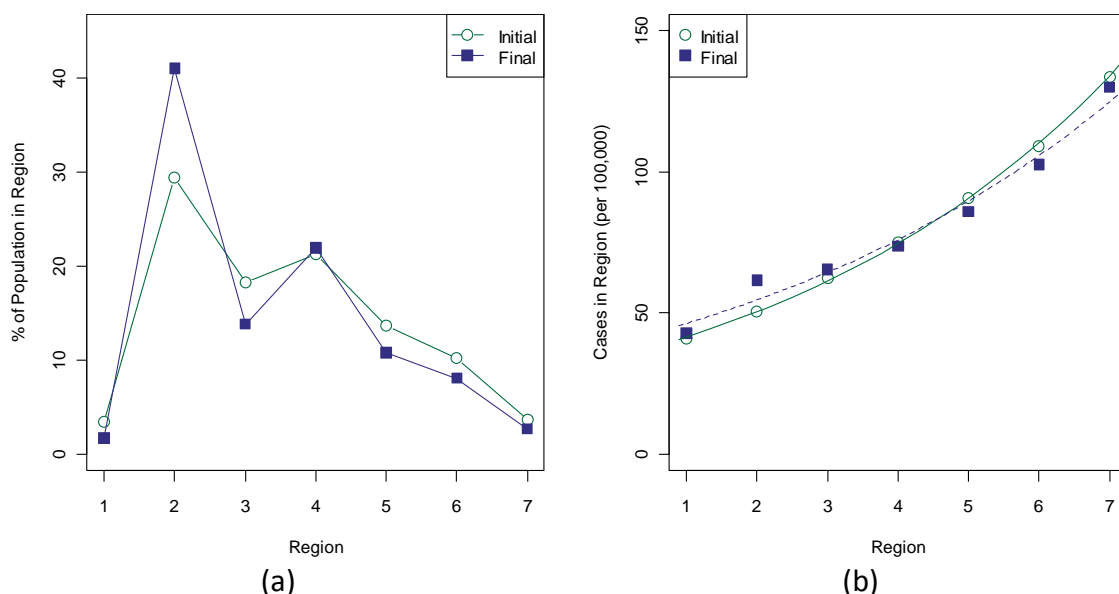 % of Population in Region
40
30
20
10
0
1 2 3 4 5 6 7
Region
Initial
Final
(a)
Cases in Region (per 100,000)
150
100
50
0
1 2 3 4 5 6 7
Region
Initial
Final
(b)